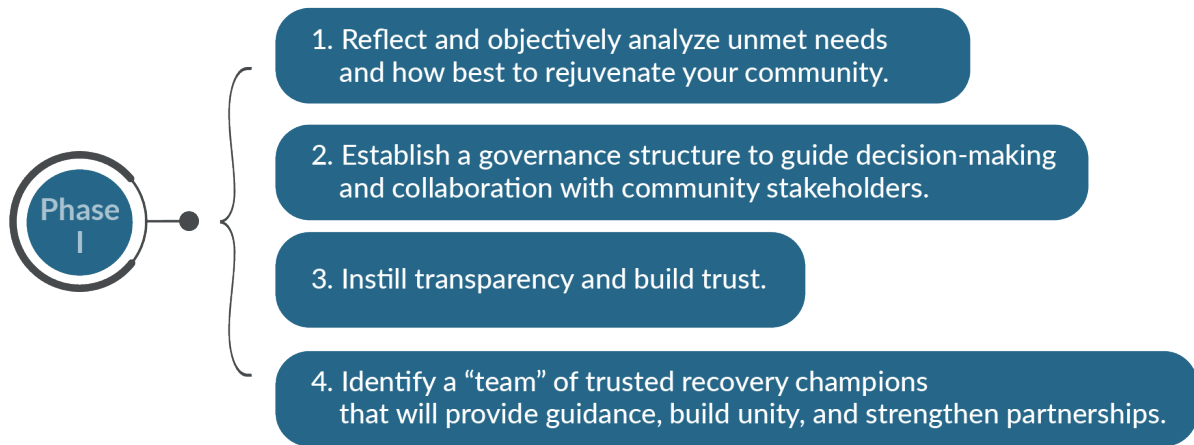 Phase
I
1. Reflect and objectively analyze unmet needs
and how best to rejuvenate your community.
2. Establish a governance structure to guide decision-making
and collaboration with community stakeholders.
3. Instill transparency and build trust.
4. Identify a “team” of trusted recovery champions
that will provide guidance, build unity, and strengthen partnerships.